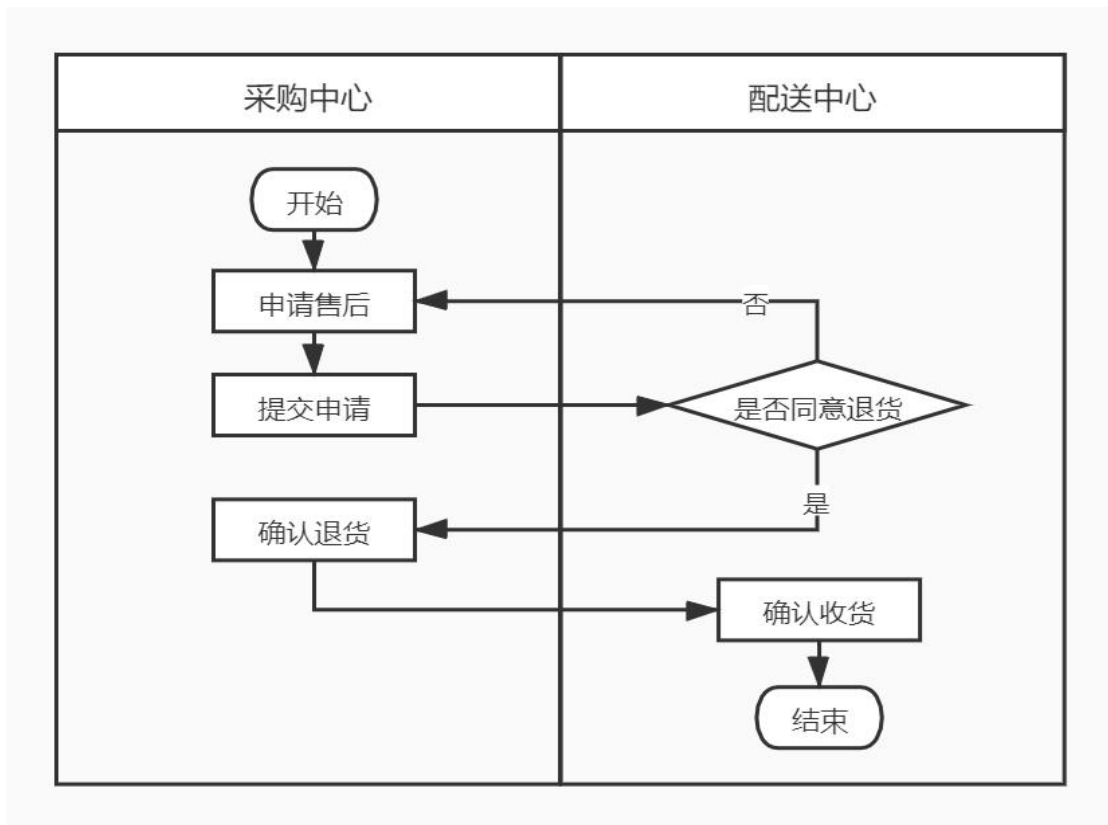 采购中心
配送中心
开始
申请售后
否
提交申请
是否同意退货
是
确认退货
确认收货
结束